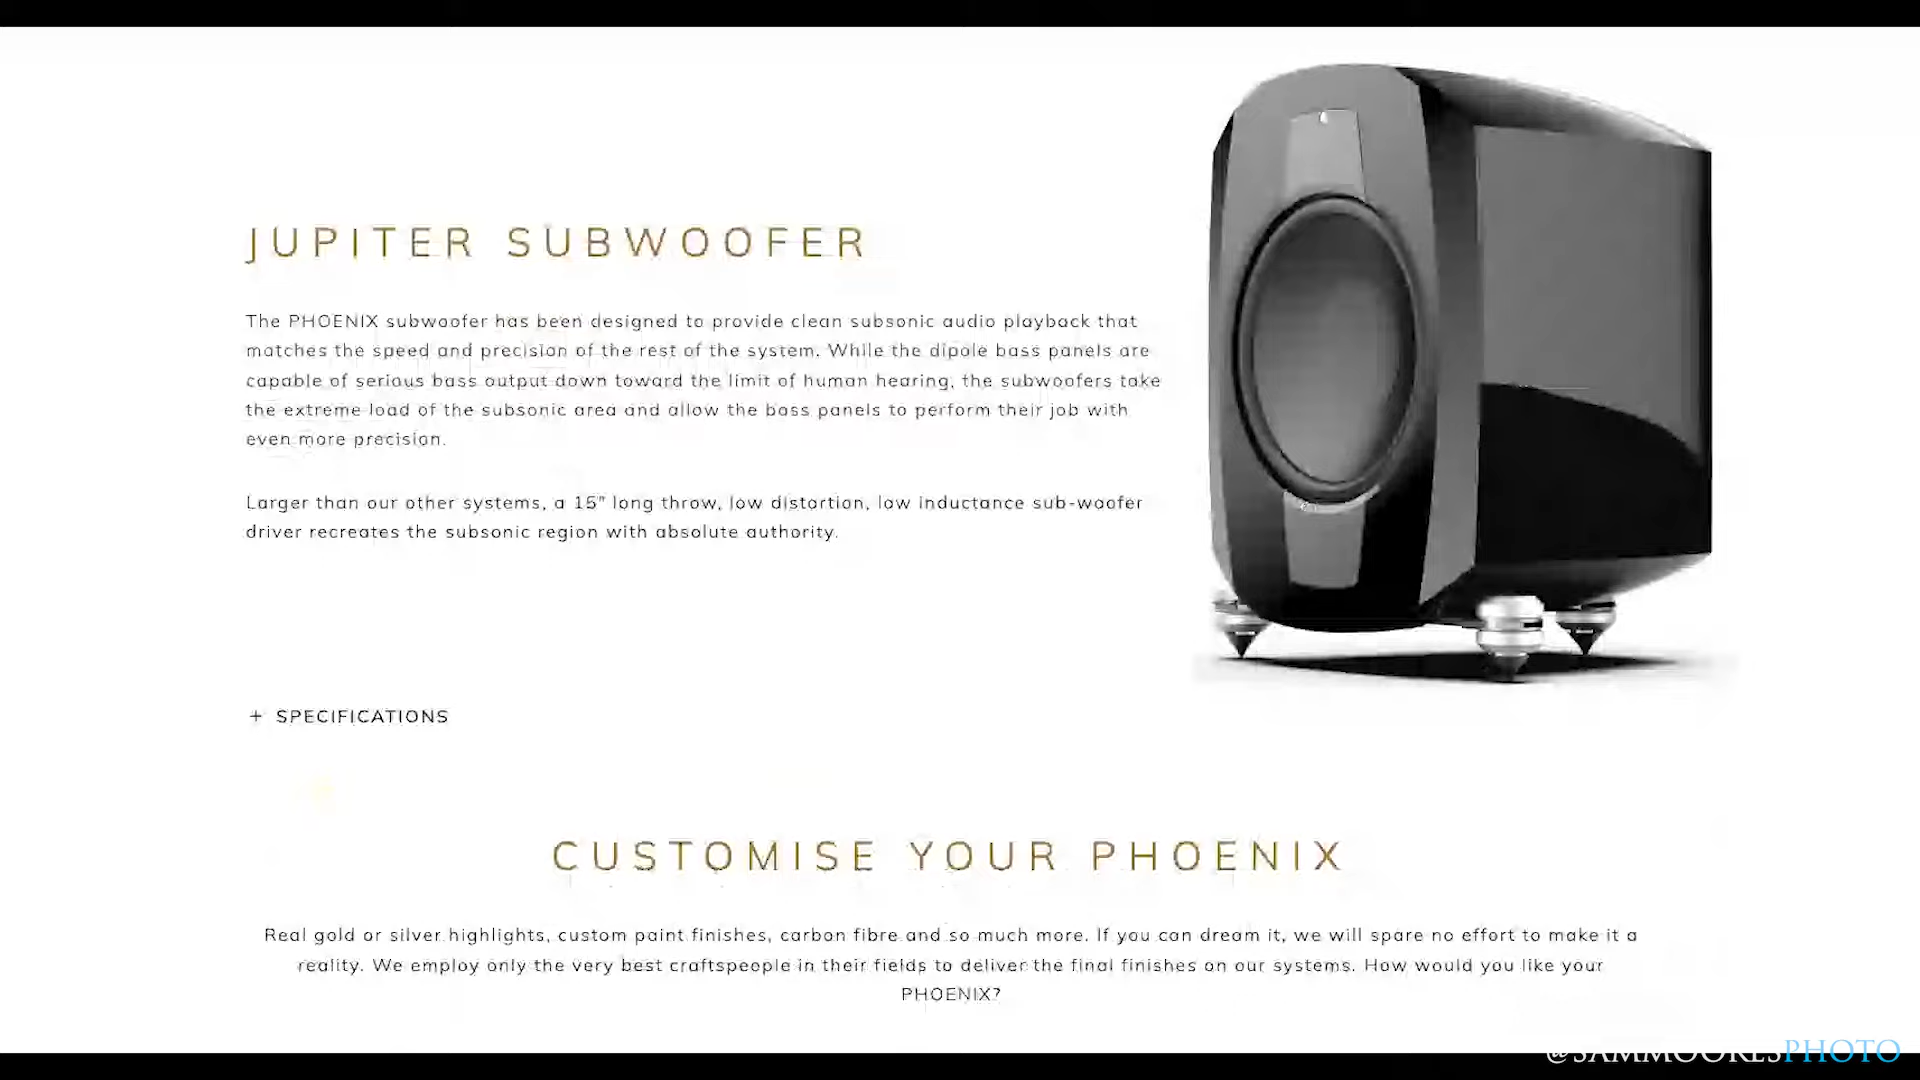 JUPITER SUBWOOFER
The PHOENIX subwoofer has been designed to provide clean subsonic audio playback that
matches the speed and precision of the rest of the system. While the dipole bass panels are
capable of serious bass output down toward the limit of human hearing, the subwoofers take
the extreme load of the subsonic area and allow the bass panels to perform their job with
even more precision.
Larger than our other systems, a 15" long throw, low distortion, low inductance sub-woofer
driver recreates the subsonic region with absolute authority.
+ SPECIFICATIONS
CUSTOMISE YOUR PHOENIX
Real gold or silver highlights, custom paint finishes, carbon fibre and so much more. If you can dream it, we will spare no effort to make it a
reality. We employ only the very best craftspeople in their fields to deliver the final finishes on our systems. How would you like your
PHOENIX?
@SAMMOORESPHOTO